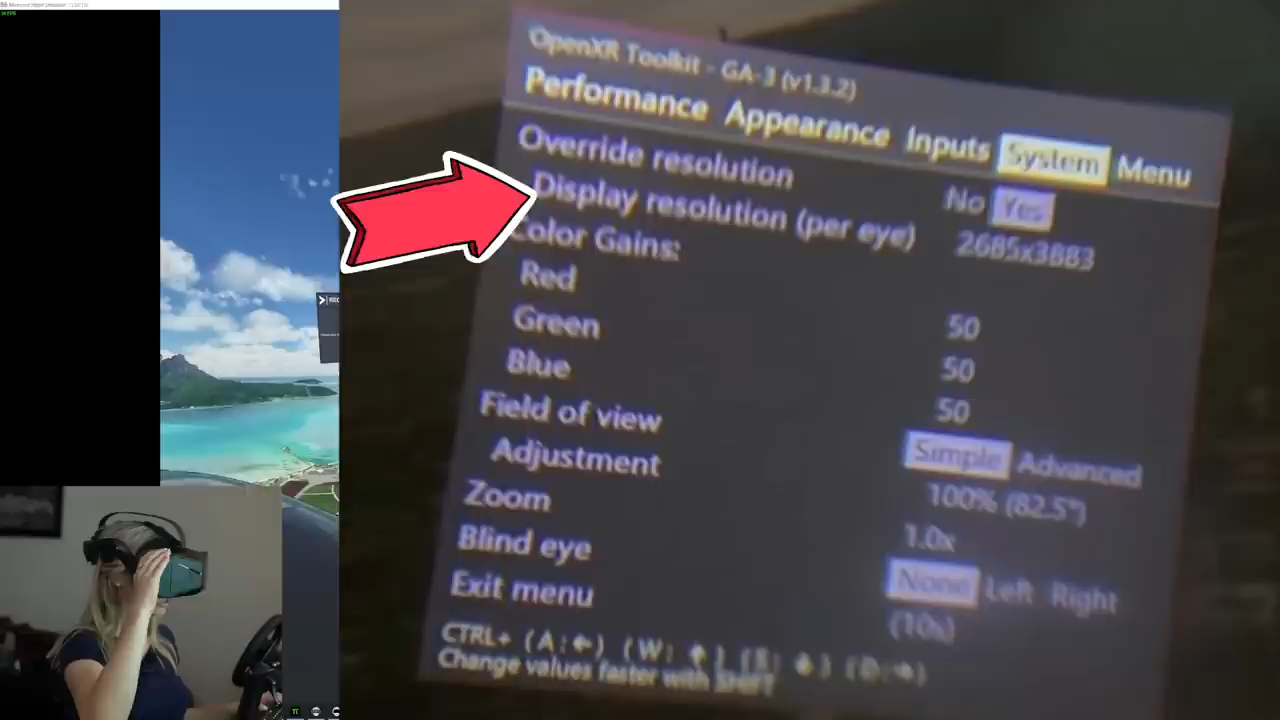 OpenXR Toolkit - GA-3 (v1.3.2)
Performance Appearance Inputs System Menu
Override resolution No Yes
Display resolution (per eye) 2685x3883
Color Gains:
Red 50
Green 50
Blue 50
Field of view Simple Advanced
Adjustment 100% (82.5°)
Zoom 1.0x
Blind eye None Left Right
Exit menu (10s)
CTRL+ (A:←) (W: ↑) (S: ↓) (D:→)
Change values faster with SHIFT